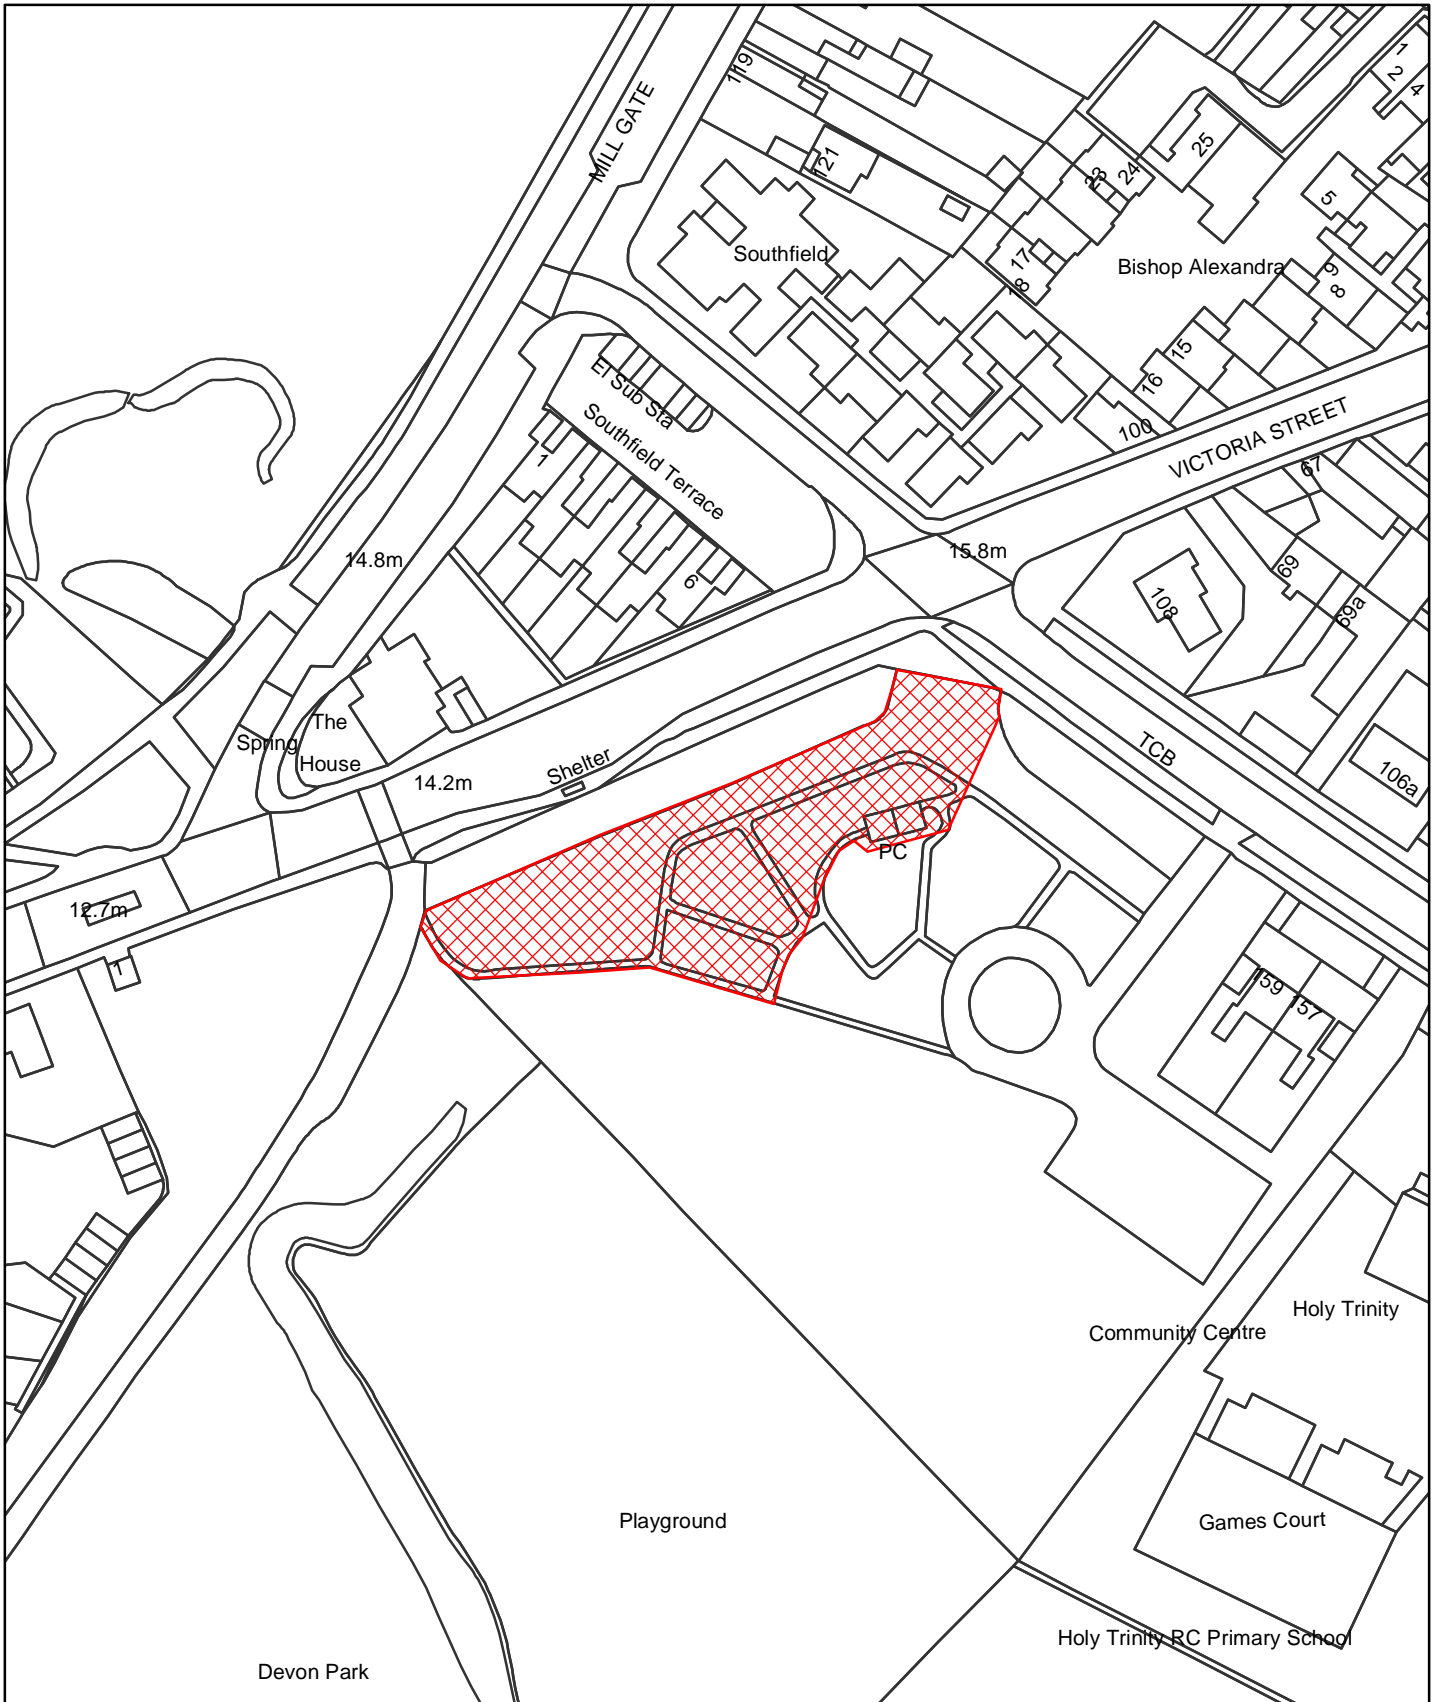 MILL GATE
119
121
Southfield
23
24
25
1
2
4
5
17
18
Bishop Alexandra
9
8
15
16
100
VICTORIA STREET
67
El Sub Sta
Southfield Terrace
1
6
14.8m
15.8m
69
69a
108
The
Spring
House
14.2m
Shelter
TCB
106a
PC
12.7m
1
159
157
Community Centre
Holy Trinity
Playground
Games Court
Holy Trinity RC Primary School
Devon Park